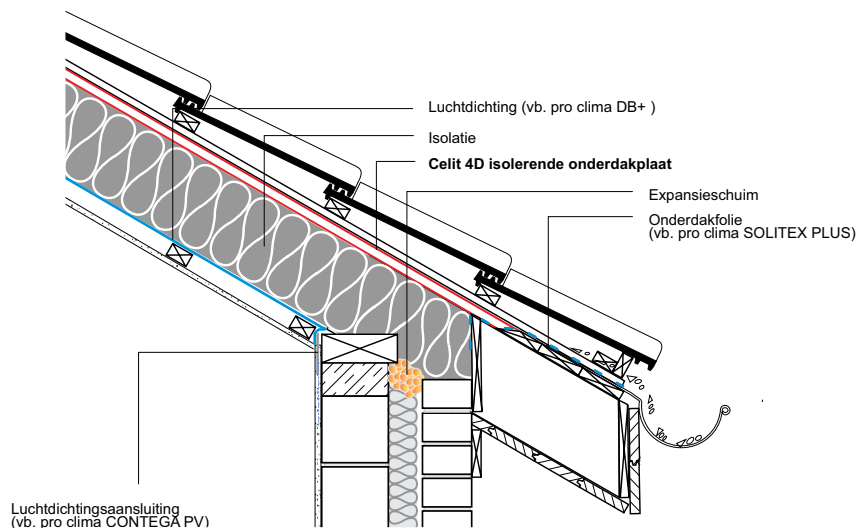 Luchtdichting (vb. pro clima DB+ )
Isolatie
Celit 4D isolerende onderdakplaat
Expansieschuim
Onderdakfolie
(vb. pro clima SOLITEX PLUS)
Luchtdichtingsaansluiting
(vb. pro clima CONTEGA PV)